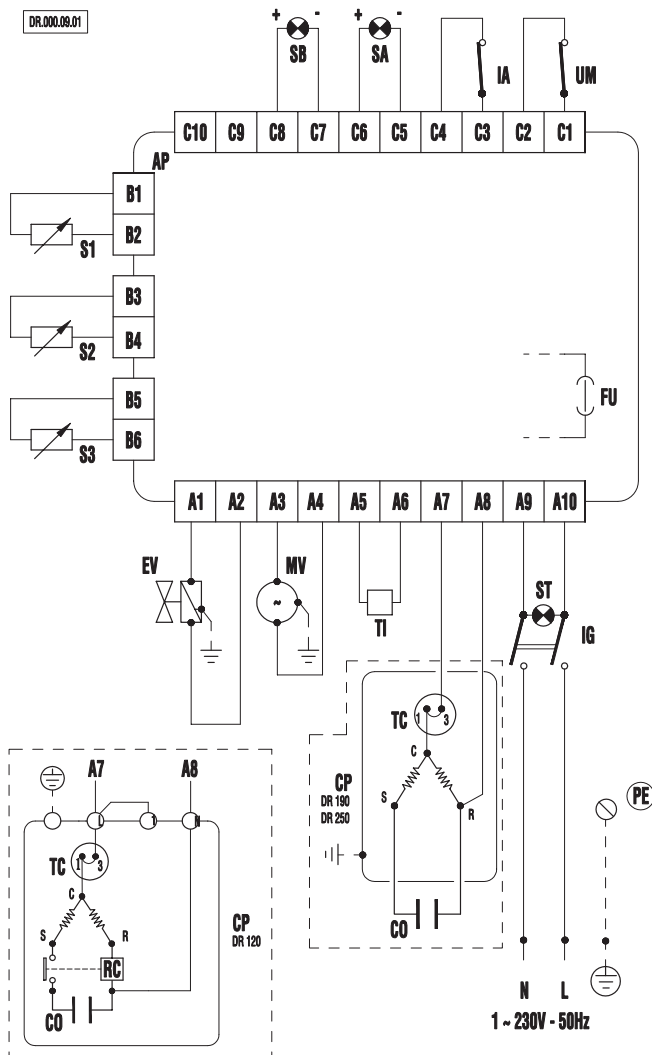 DR.000.09.01
+ - + -
SB SA IA UM
C10 C9 C8 C7 C6 C5 C4 C3 C2 C1
AP
B1
B2
S1
B3
B4
S2
B5
B6
S3
FU
A1 A2 A3 A4 A5 A6 A7 A8 A9 A10
EV MV TI ST IG
~
TC 1 3
C
S R
CP
DR 190
DR 250
CO
PE
A7 A8
L 1 N
TC 1 3
C
S R
RC
CO
CP
DR 120
N L
1 ~ 230V - 50Hz